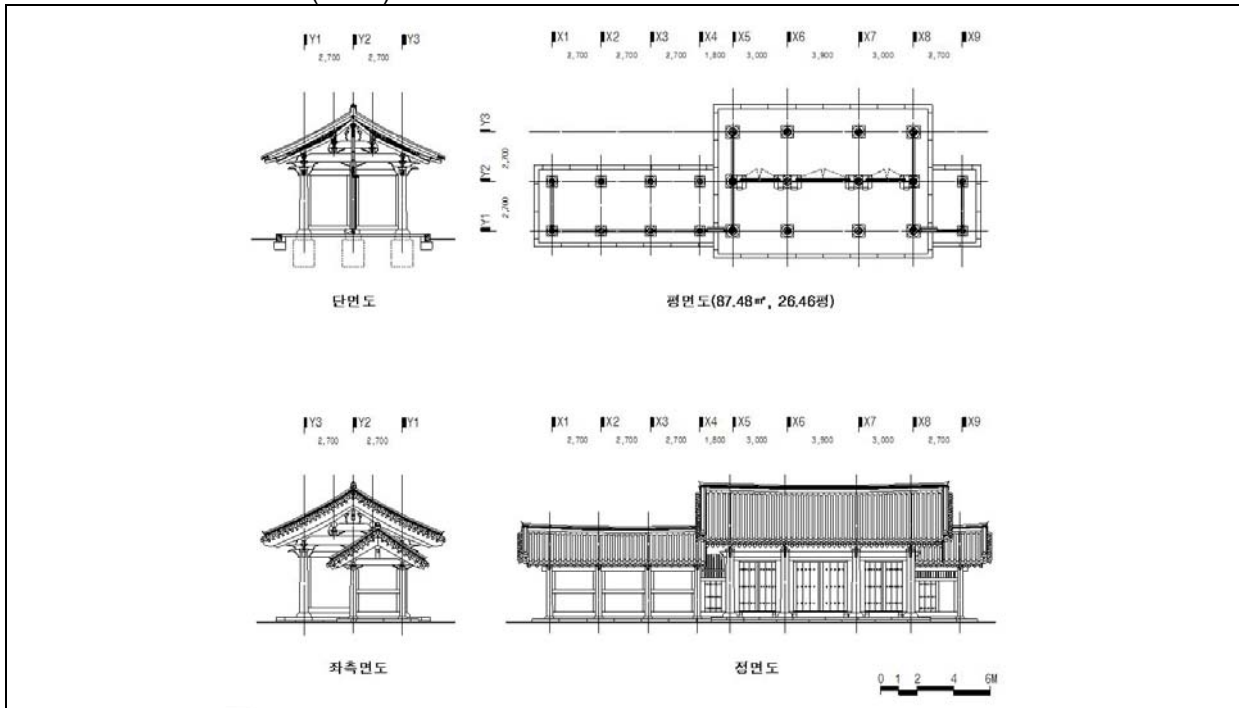 Y1 Y2 Y3
2,700 2,700
X1 X2 X3 X4 X5 X6 X7 X8 X9
2,700 2,700 2,700 1,800 3,000 3,900 3,000 2,700
Y3
2,700
Y2
2,700
Y1
단면도
평면도(87.48㎡, 26.46평)
Y3 Y2 Y1
2,700 2,700
X1 X2 X3 X4 X5 X6 X7 X8 X9
2,700 2,700 2,700 1,800 3,000 3,900 3,000 2,700
좌측면도
정면도
0 1 2 4 6M